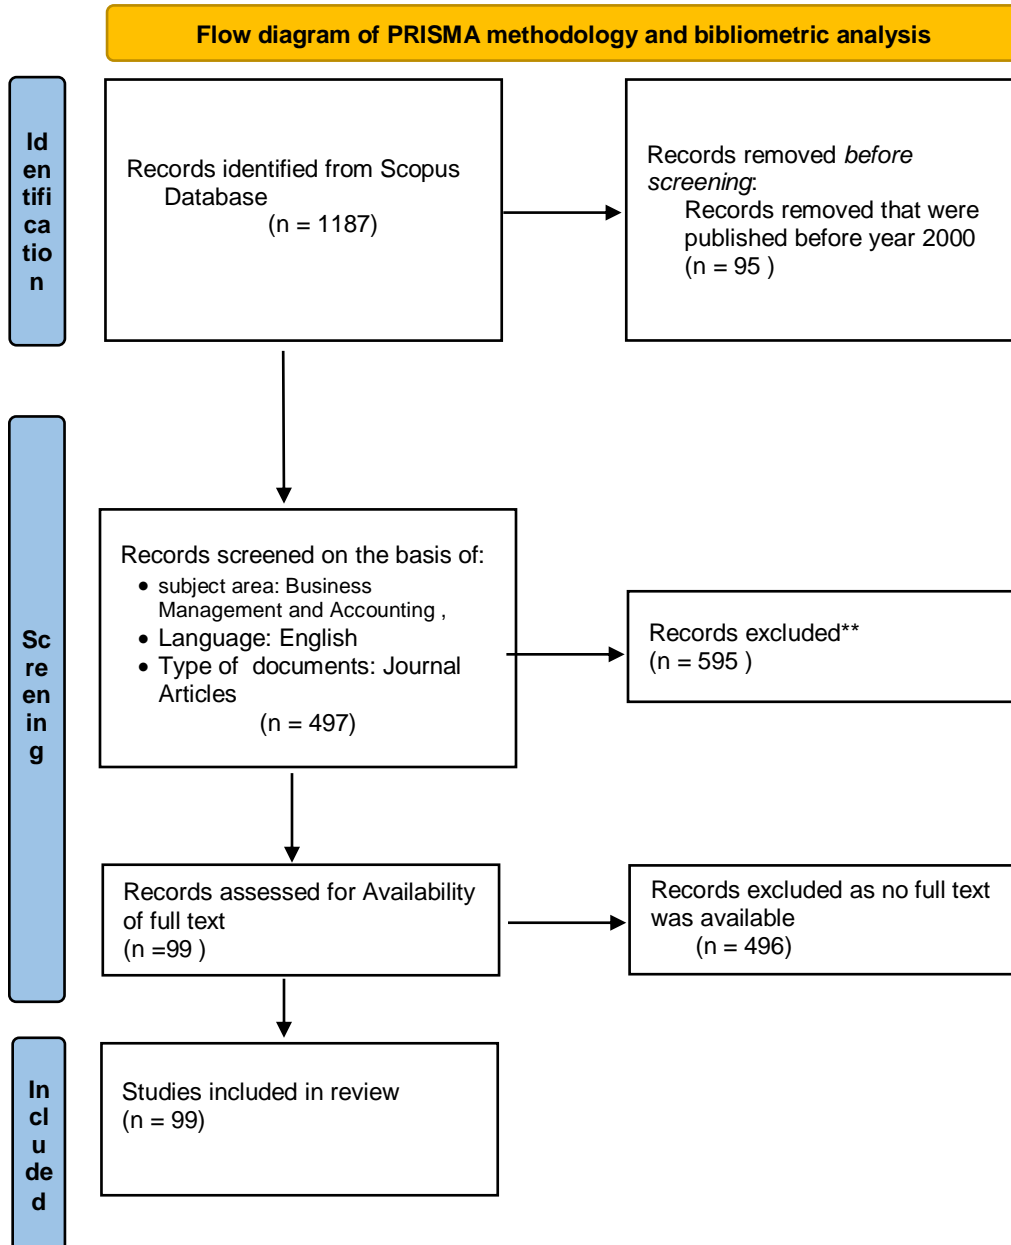 Flow diagram of PRISMA methodology and bibliometric analysis
Id
en
tifi
ca
tio
n
Records identified from Scopus
Database
(n = 1187)
Records removed before
screening:
Records removed that were
published before year 2000
(n = 95 )
Sc
re
en
in
g
Records screened on the basis of:
• subject area: Business
Management and Accounting ,
• Language: English
• Type of documents: Journal
Articles
(n = 497)
Records excluded**
(n = 595 )
Records assessed for Availability
of full text
(n =99 )
Records excluded as no full text
was available
(n = 496)
In
cl
u
de
d
Studies included in review
(n = 99)